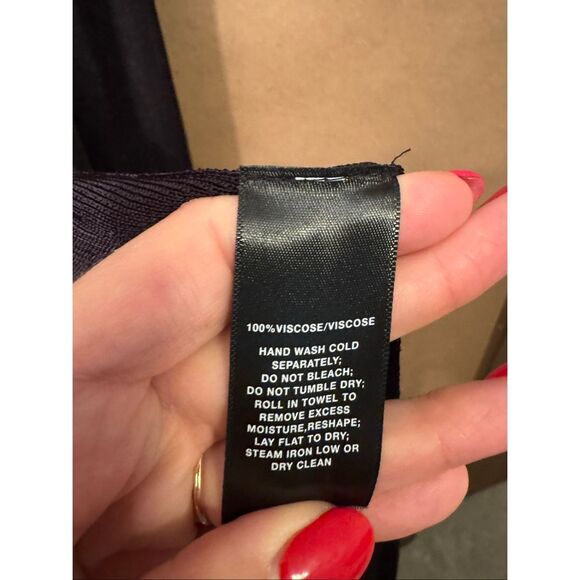 100%VISCOSE/VISCOSE
HAND WASH COLD
SEPARATELY;
DO NOT BLEACH;
DO NOT TUMBLE DRY;
ROLL IN TOWEL TO
REMOVE EXCESS
MOISTURE,RESHAPE;
LAY FLAT TO DRY;
STEAM IRON LOW OR
DRY CLEAN